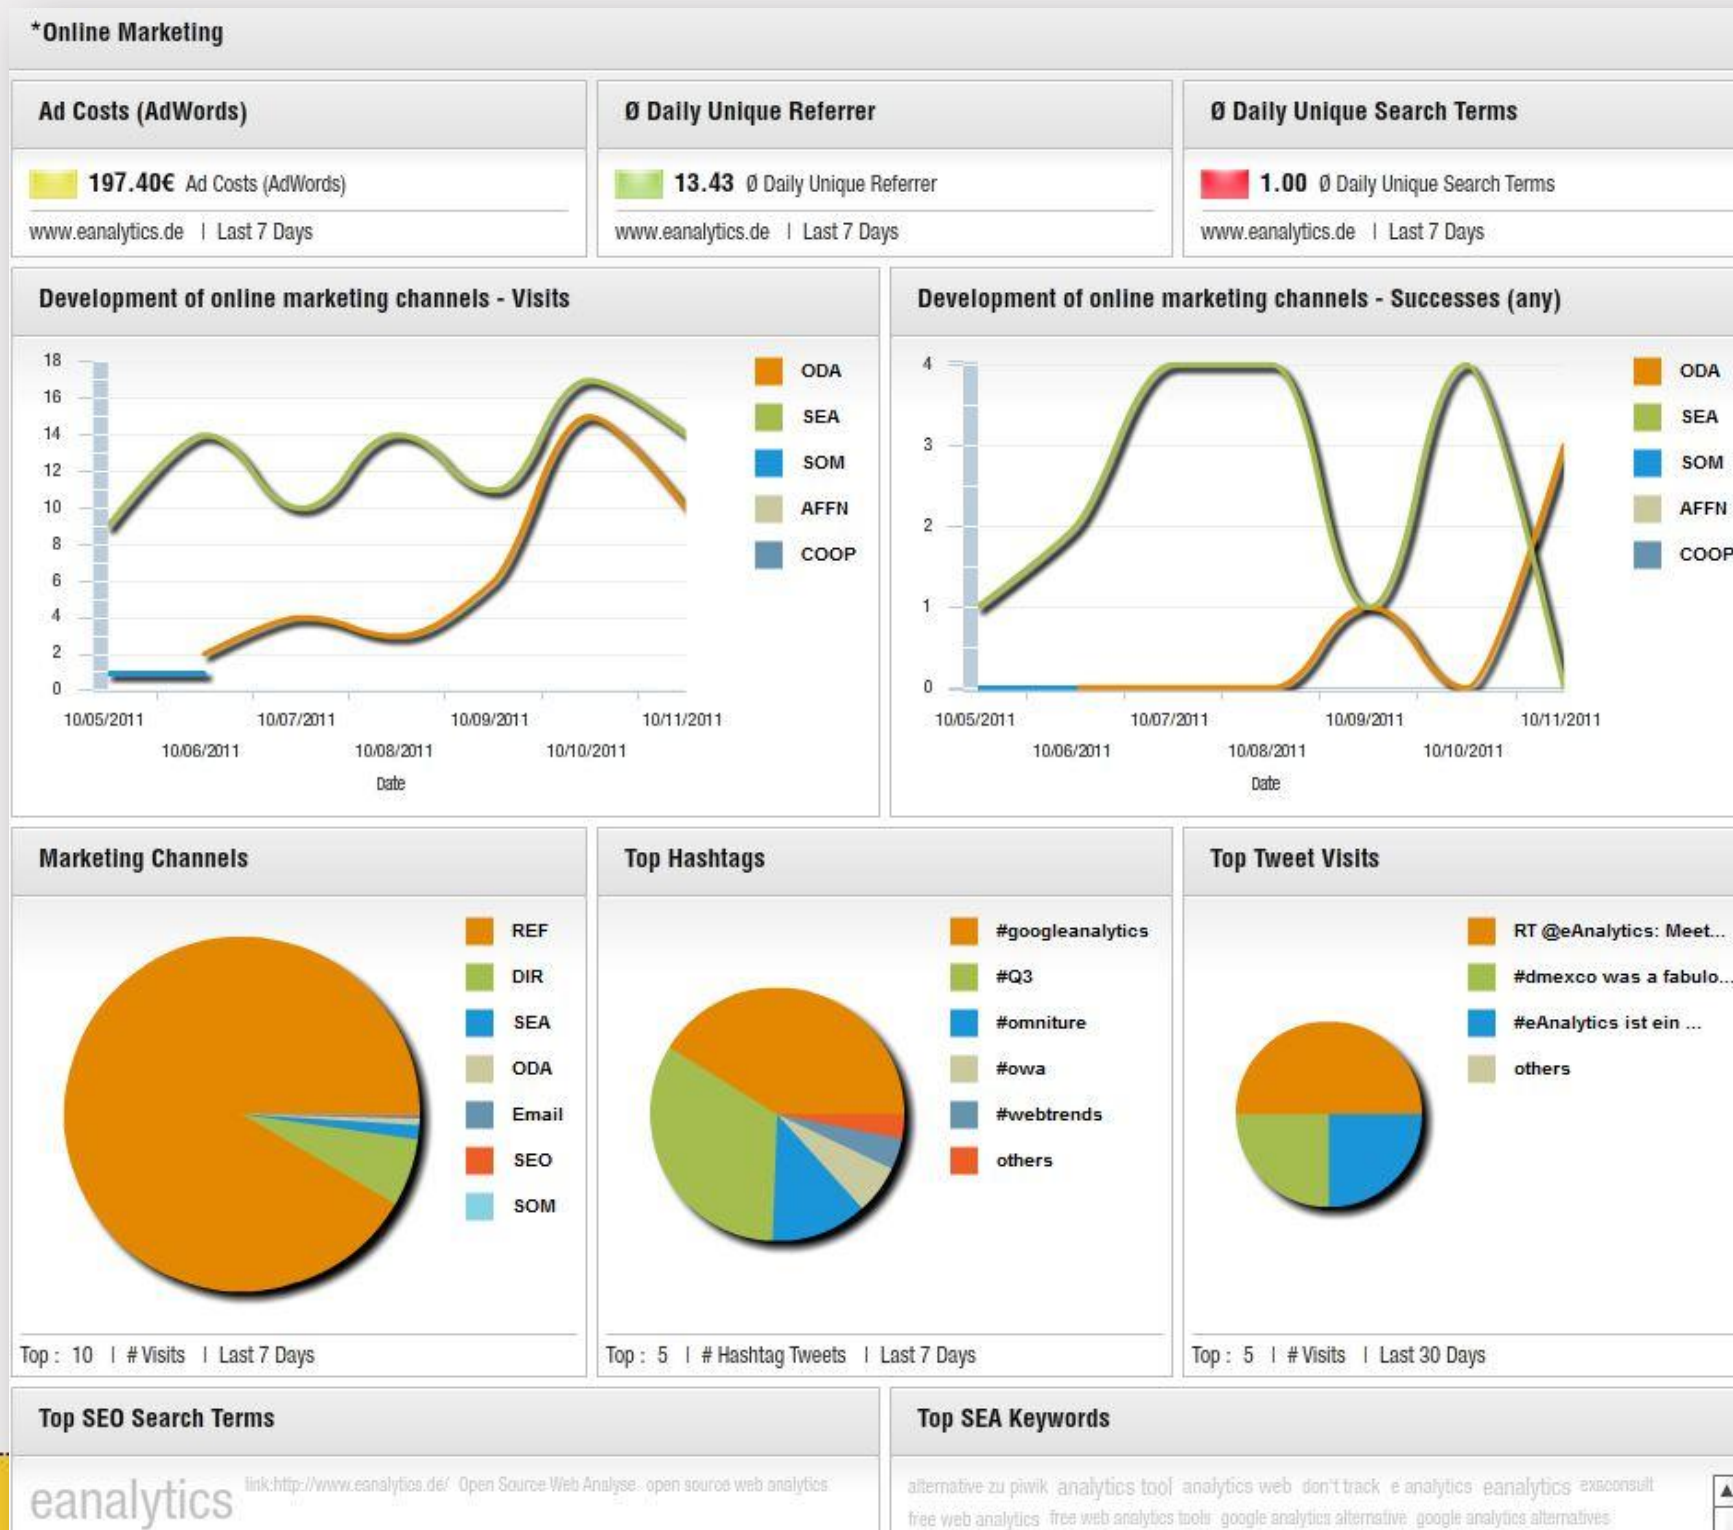 *Online Marketing
Ad Costs (AdWords)
197.40€ Ad Costs (AdWords)
www.eanalytics.de | Last 7 Days
Ø Daily Unique Referrer
13.43 Ø Daily Unique Referrer
www.eanalytics.de | Last 7 Days
Ø Daily Unique Search Terms
1.00 Ø Daily Unique Search Terms
www.eanalytics.de | Last 7 Days
Development of online marketing channels - Visits
18
16
14
12
10
8
6
4
2
0
10/05/2011
10/06/2011
10/07/2011
10/08/2011
10/09/2011
10/10/2011
10/11/2011
Date
ODA
SEA
SOM
AFFN
COOP
Development of online marketing channels - Successes (any)
4
3
2
1
0
10/05/2011
10/06/2011
10/07/2011
10/08/2011
10/09/2011
10/10/2011
10/11/2011
Date
ODA
SEA
SOM
AFFN
COOP
Marketing Channels
REF
DIR
SEA
ODA
Email
SEO
SOM
Top : 10 | # Visits | Last 7 Days
Top Hashtags
#googleanalytics
#Q3
#omniture
#owa
#webtrends
others
Top : 5 | # Hashtag Tweets | Last 7 Days
Top Tweet Visits
RT @eAnalytics: Meet...
#dmexco was a fabulo...
#eAnalytics ist ein ...
others
Top : 5 | # Visits | Last 30 Days
Top SEO Search Terms
eanalytics link:http://www.eanalytics.de/ Open Source Web Analyse open source web analytics
Top SEA Keywords
alternative zu piwik analytics tool analytics web don't track e analytics eanalytics exaconsult
free web analytics free web analytics tools google analytics alternative google analytics alternatives